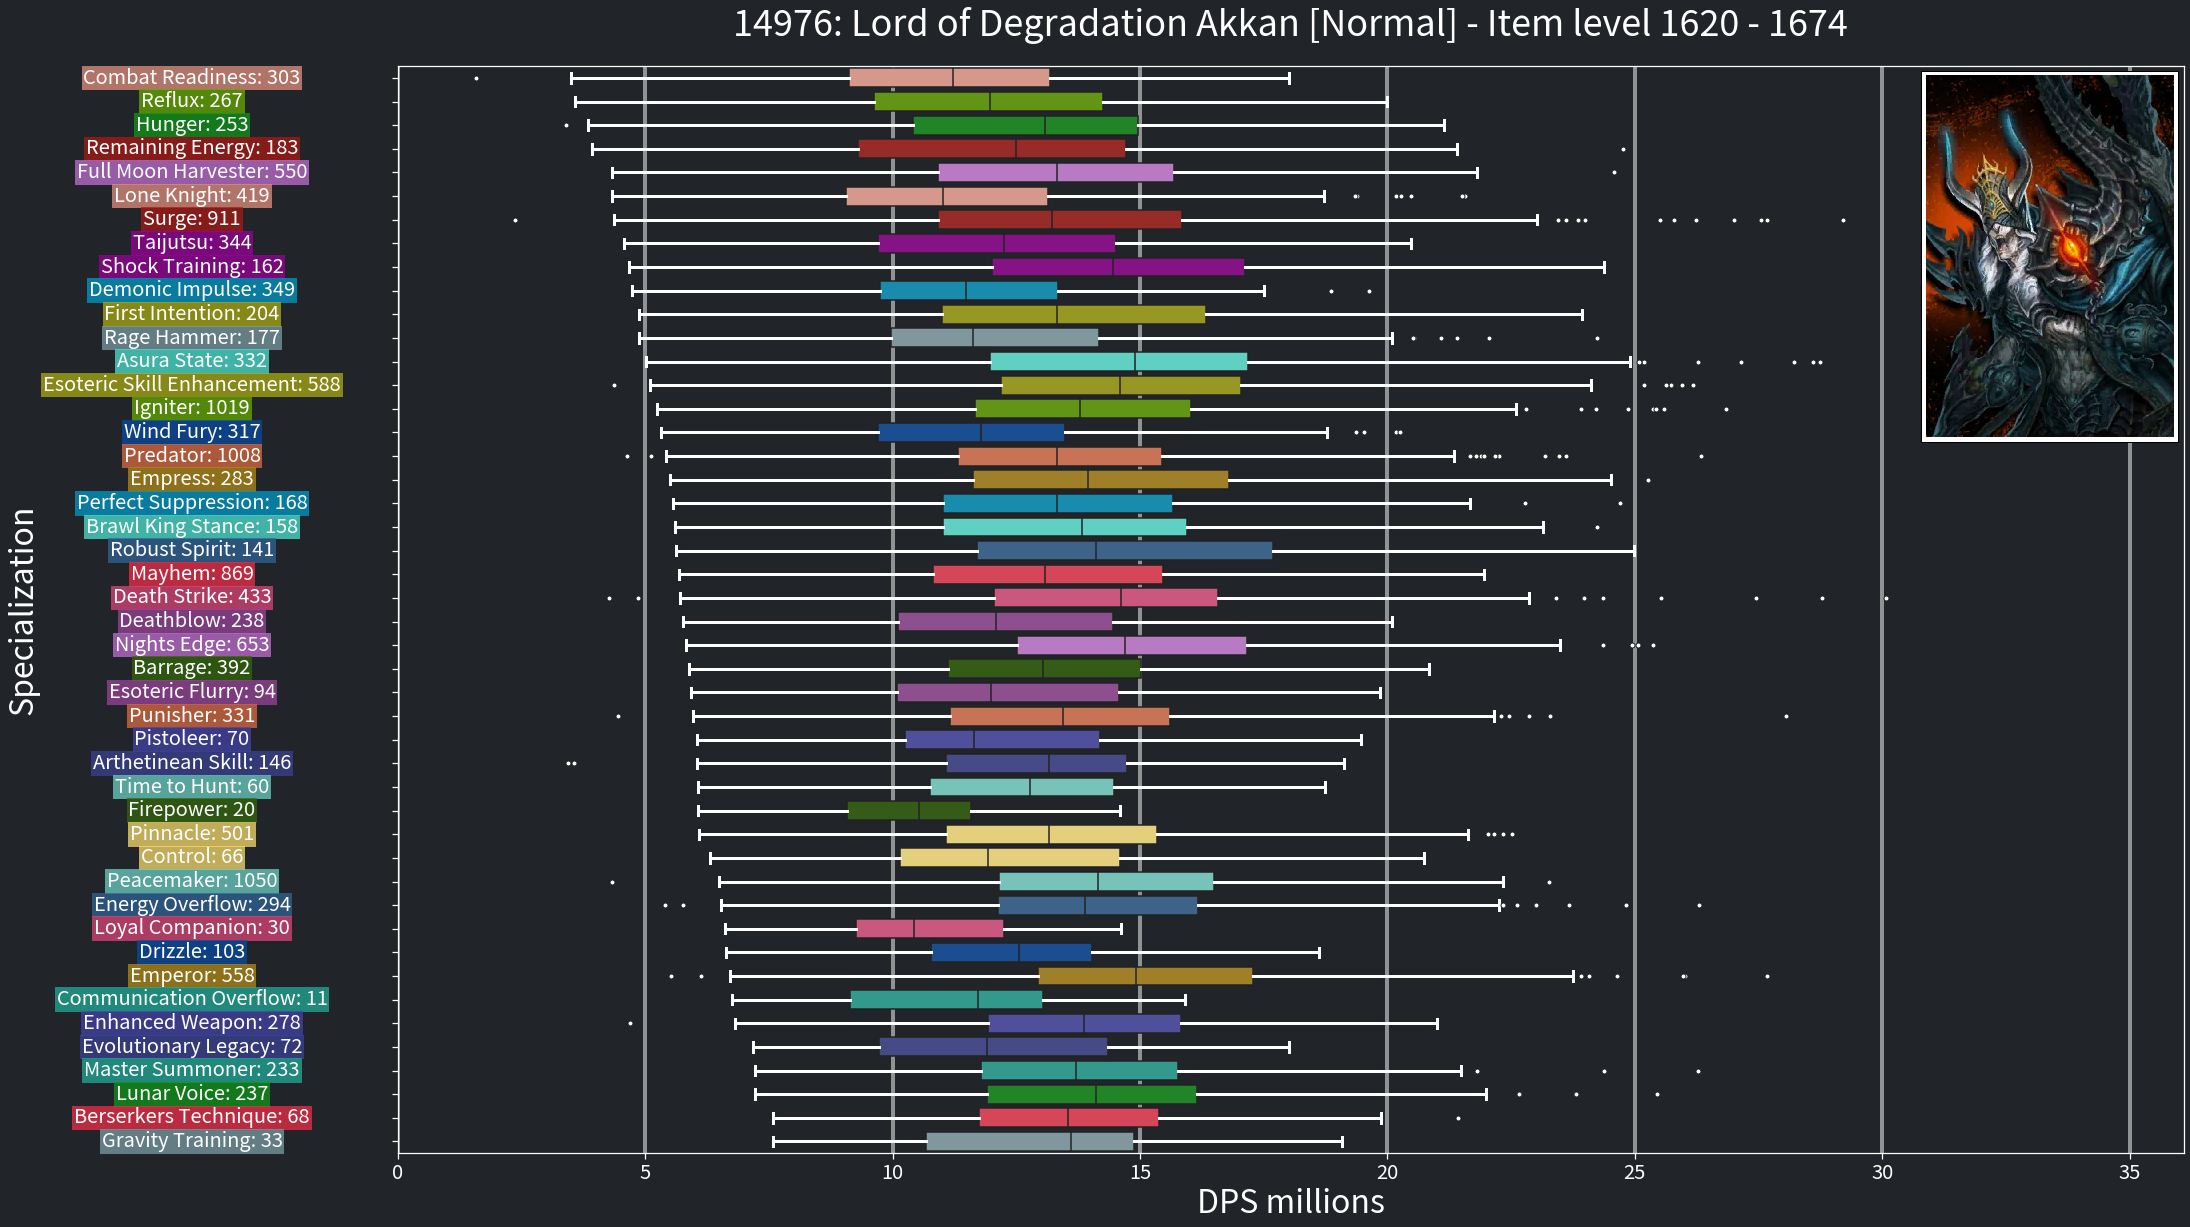 14976: Lord of Degradation Akkan [Normal] - Item level 1620 - 1674
Combat Readiness: 303
Reflux: 267
Hunger: 253
Remaining Energy: 183
Full Moon Harvester: 550
Lone Knight: 419
Surge: 911
Taijutsu: 344
Shock Training: 162
Demonic Impulse: 349
First Intention: 204
Rage Hammer: 177
Asura State: 332
Esoteric Skill Enhancement: 588
Igniter: 1019
Wind Fury: 317
Predator: 1008
Empress: 283
Perfect Suppression: 168
Brawl King Stance: 158
Robust Spirit: 141
Mayhem: 869
Death Strike: 433
Deathblow: 238
Nights Edge: 653
Barrage: 392
Esoteric Flurry: 94
Punisher: 331
Pistoleer: 70
Arthetinean Skill: 146
Time to Hunt: 60
Firepower: 20
Pinnacle: 501
Control: 66
Peacemaker: 1050
Energy Overflow: 294
Loyal Companion: 30
Drizzle: 103
Emperor: 558
Communication Overflow: 11
Enhanced Weapon: 278
Evolutionary Legacy: 72
Master Summoner: 233
Lunar Voice: 237
Berserkers Technique: 68
Gravity Training: 33
Specialization
0 5 10 15 20 25 30 35
DPS millions